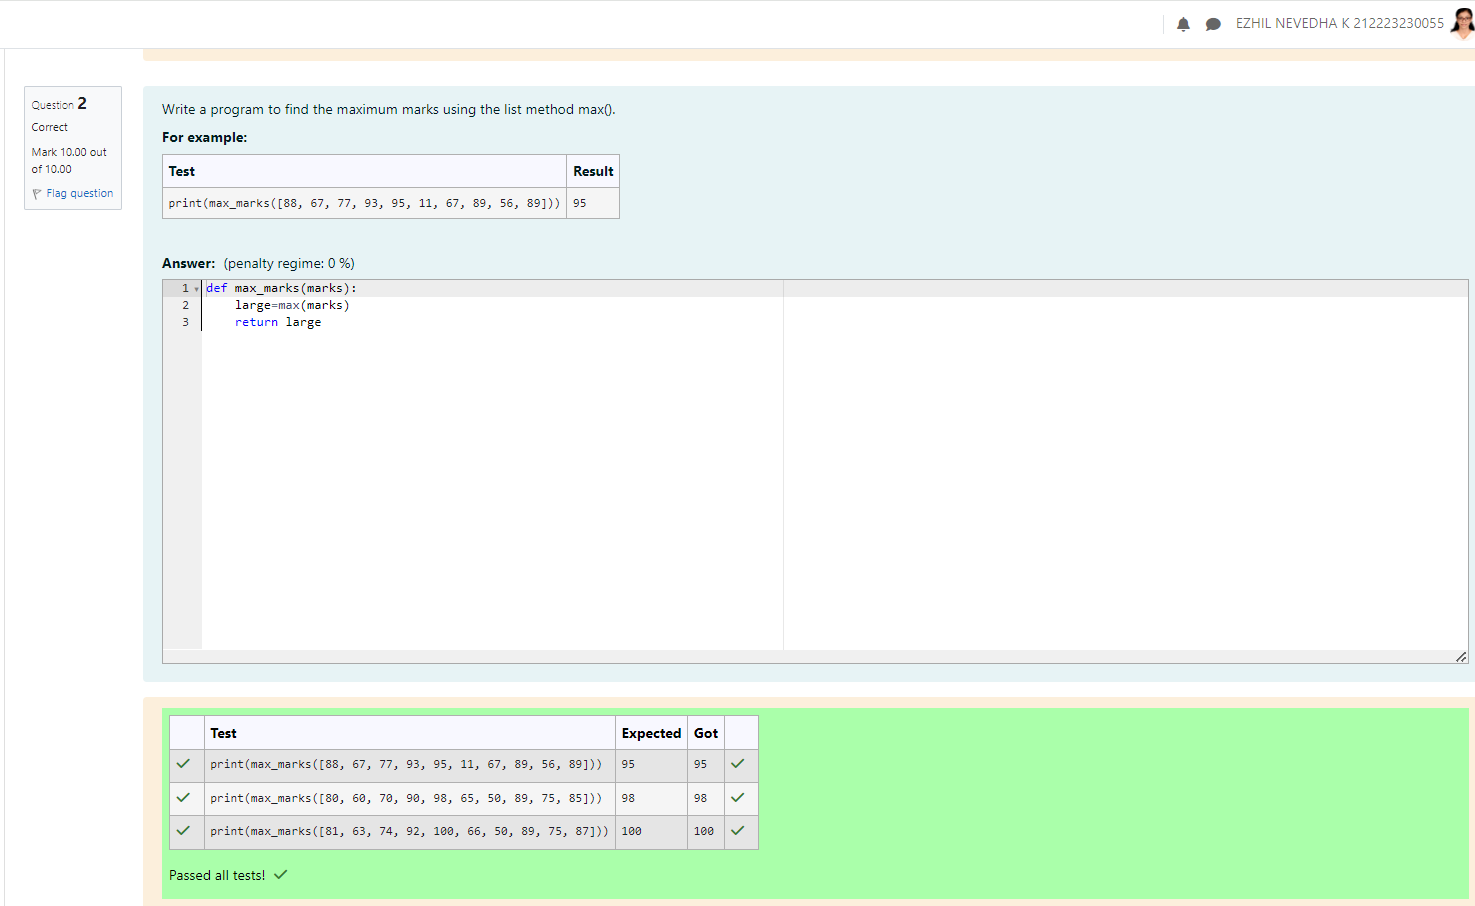 EZHIL NEVEDHA K 212223230055
Question 2
Correct
Mark 10.00 out
of 10.00
Flag question
Write a program to find the maximum marks using the list method max().
For example:
Test Result
print(max_marks([88, 67, 77, 93, 95, 11, 67, 89, 56, 89])) 95
Answer: (penalty regime: 0 %)
1 def max_marks(marks):
2     large=max(marks)
3     return large
Test Expected Got
print(max_marks([88, 67, 77, 93, 95, 11, 67, 89, 56, 89])) 95 95
print(max_marks([80, 60, 70, 90, 98, 65, 50, 89, 75, 85])) 98 98
print(max_marks([81, 63, 74, 92, 100, 66, 50, 89, 75, 87])) 100 100
Passed all tests!